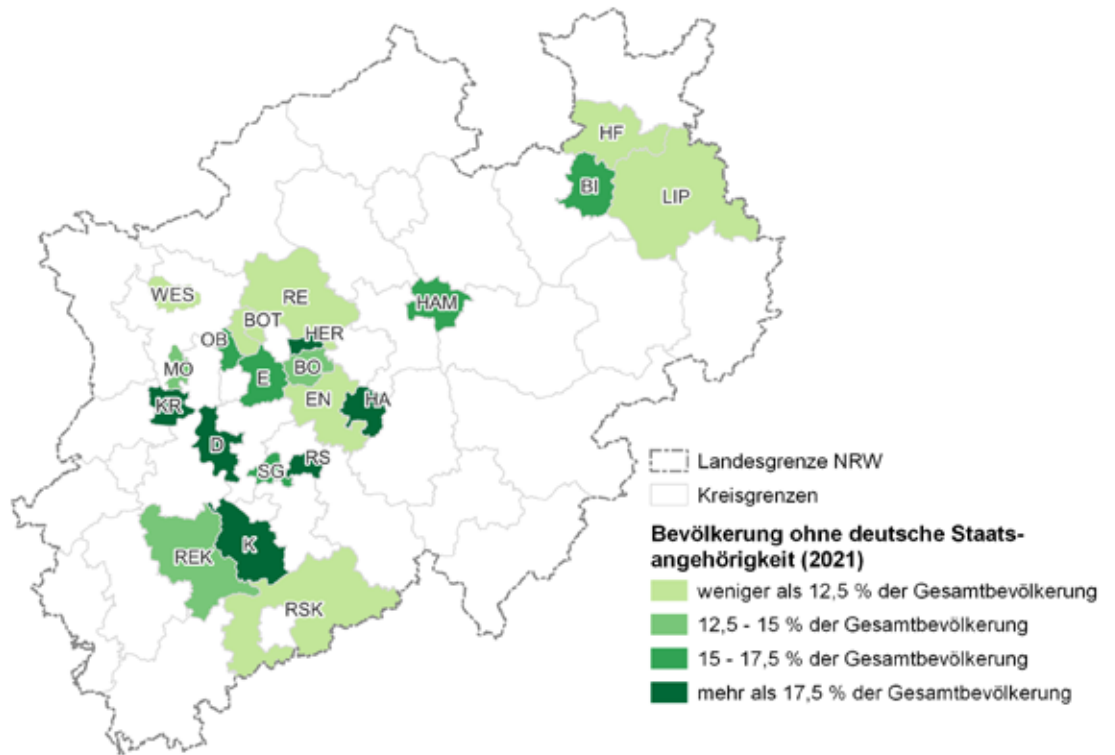 HF
BI
LIP
WES
RE
HAM
BOT
HER
OB
MO
E
BO
KR
EN
HA
D
SG
RS
K
REK
RSK
Landesgrenze NRW
Kreisgrenzen
Bevölkerung ohne deutsche Staats-
angehörigkeit (2021)
weniger als 12,5 % der Gesamtbevölkerung
12,5 - 15 % der Gesamtbevölkerung
15 - 17,5 % der Gesamtbevölkerung
mehr als 17,5 % der Gesamtbevölkerung